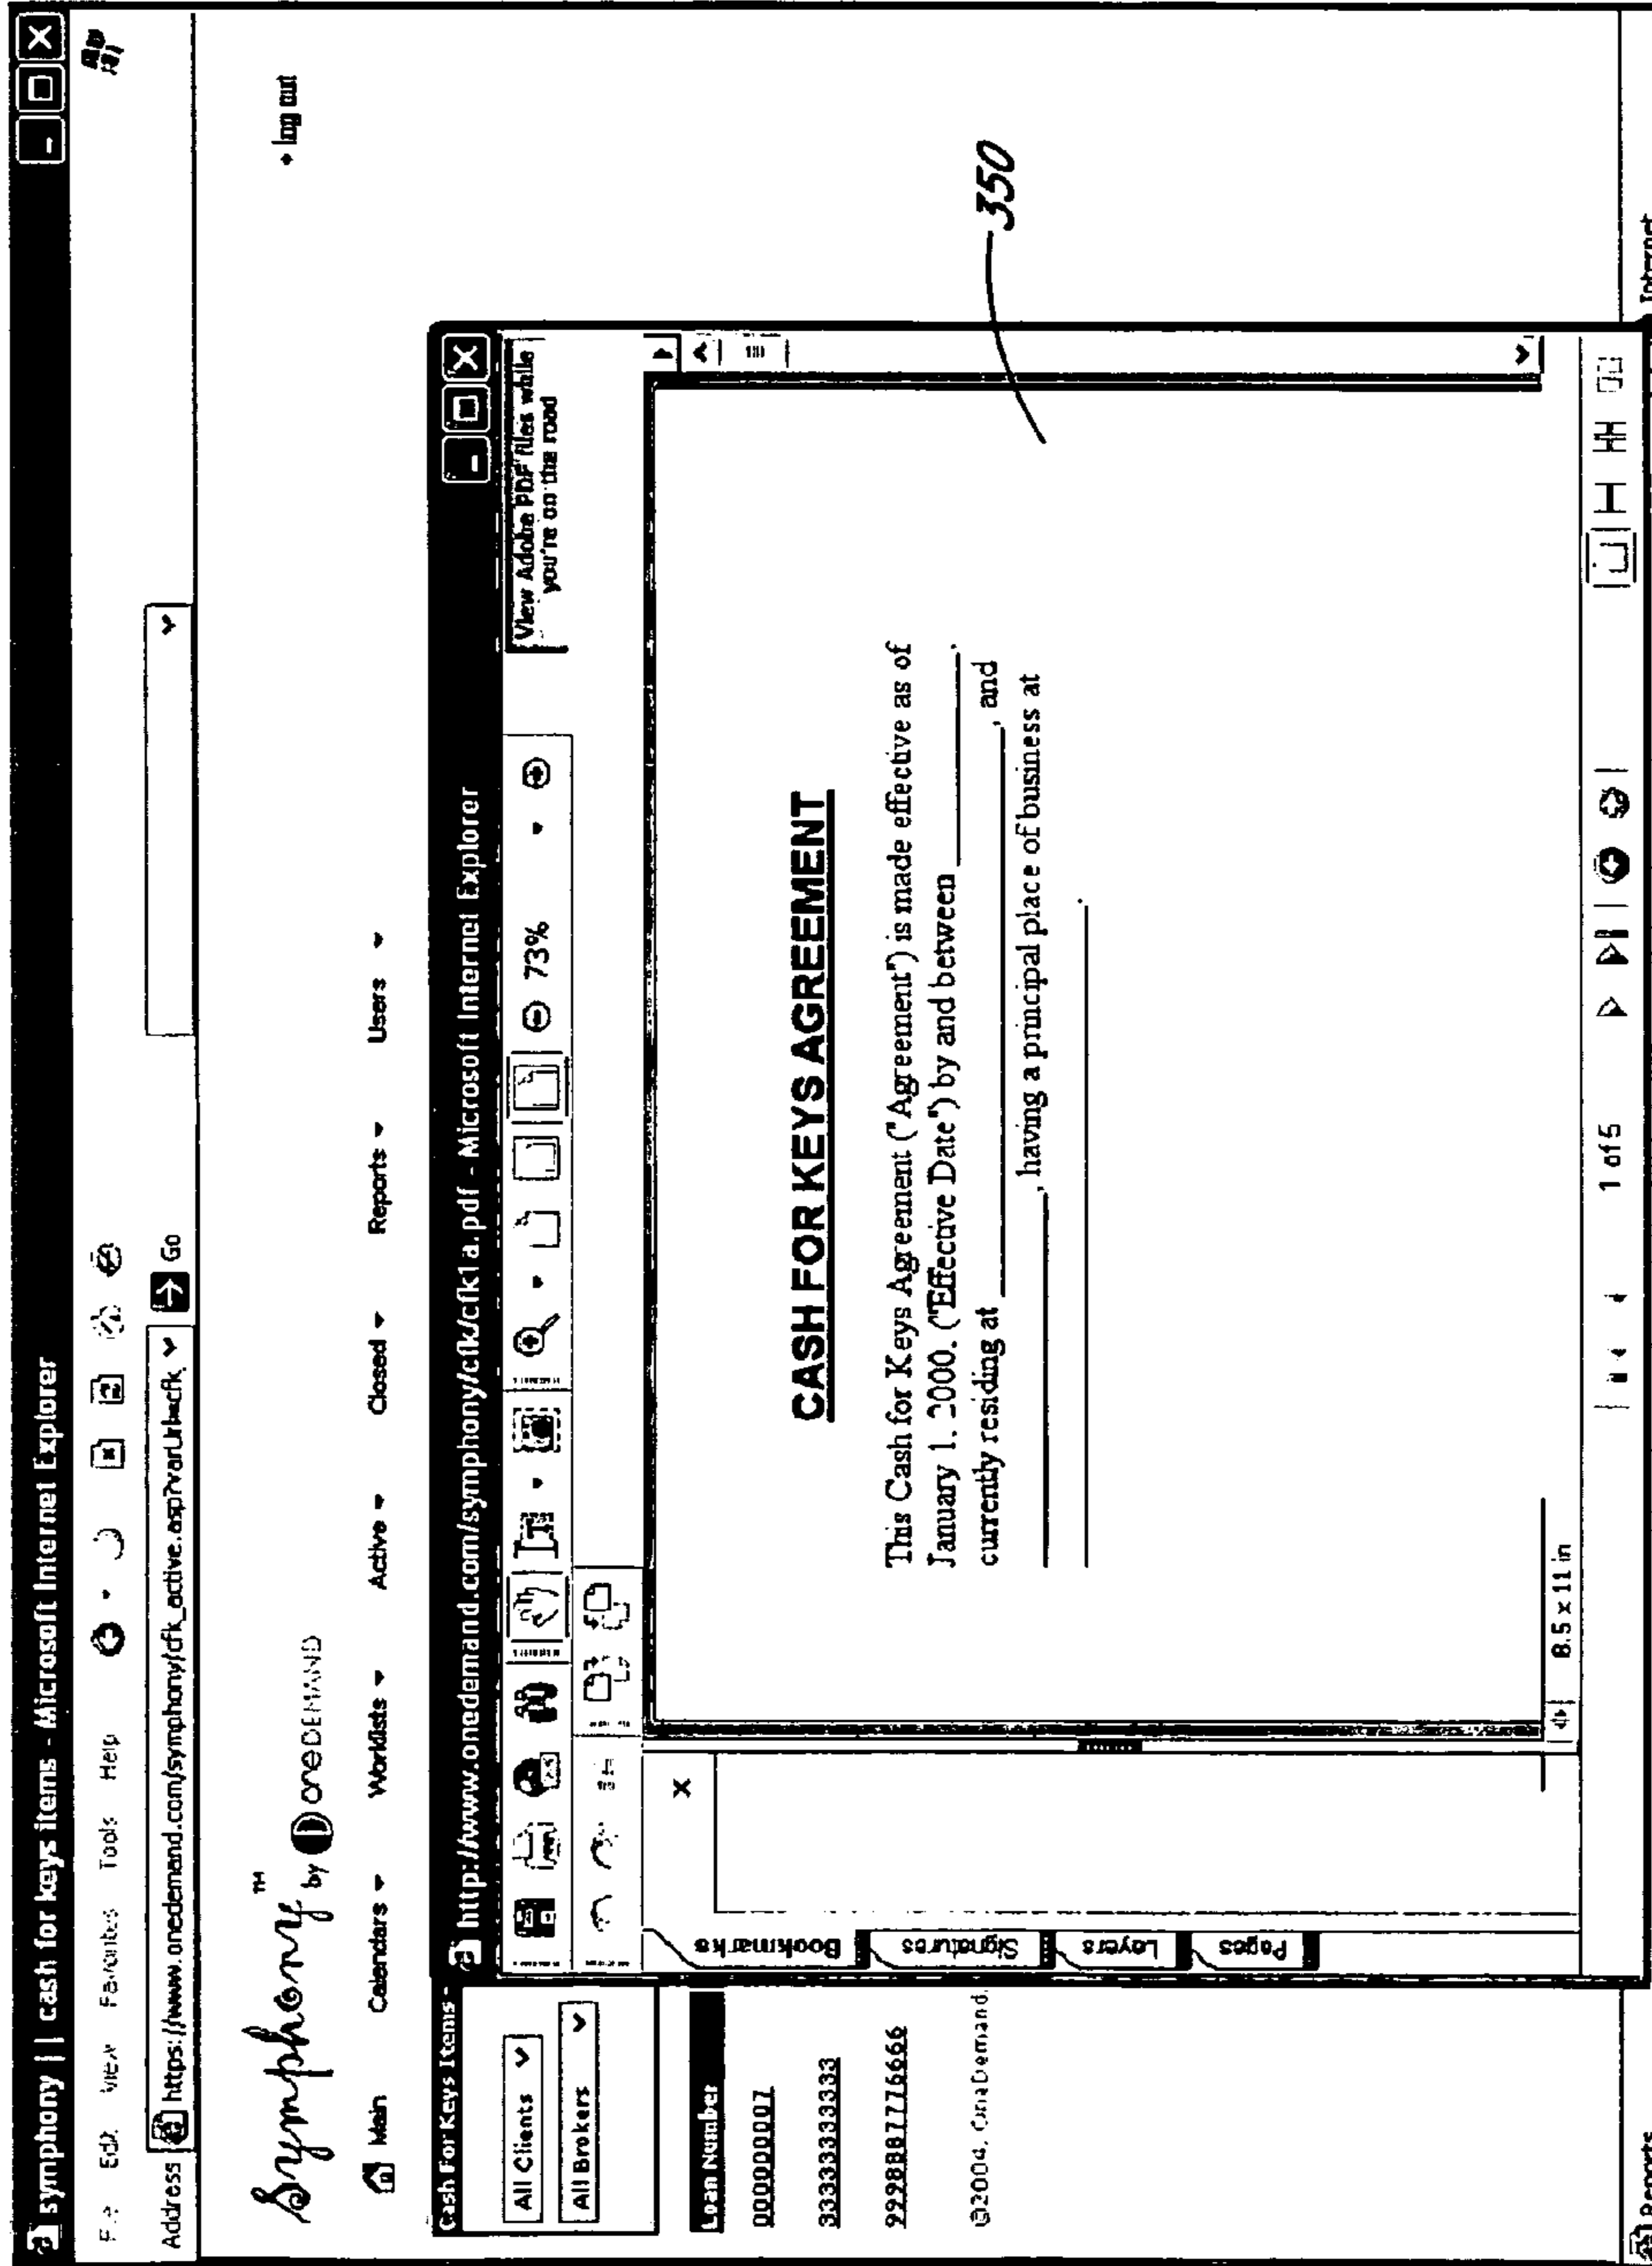 symphony || cash for keys items - Microsoft Internet Explorer
File Edit View Favorites Tools Help
Address https://www.onedemand.com/symphony/cfk_active.asp?varUrl=cfk Go
Symphony™ by oneDEMAND
• log out
Main Calendars Worklists Active Closed Reports Users
Cash For Keys Items -
All Clients
All Brokers
Loan Number
0000000007
33333333333
99988877776666
©2004, OneDemand.
http://www.onedemand.com/symphony/cfk/cfk1a.pdf - Microsoft Internet Explorer
73%
View Adobe PDF files while
you're on the road
Bookmarks
Signatures
Layers
Pages
CASH FOR KEYS AGREEMENT
This Cash for Keys Agreement ("Agreement") is made effective as of
January 1. 2000. ("Effective Date") by and between ____________.
currently residing at ____________, and
____________, having a principal place of business at
____________.
350
8.5 x 11 in
1 of 5
Reports
Internet